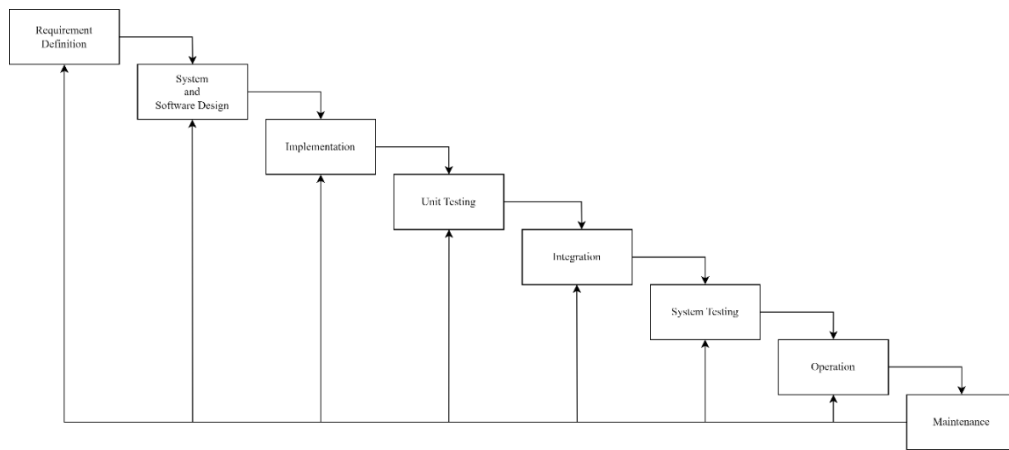 Requirement
Definition
System
and
Software Design
Implementation
Unit Testing
Integration
System Testing
Operation
Maintenance